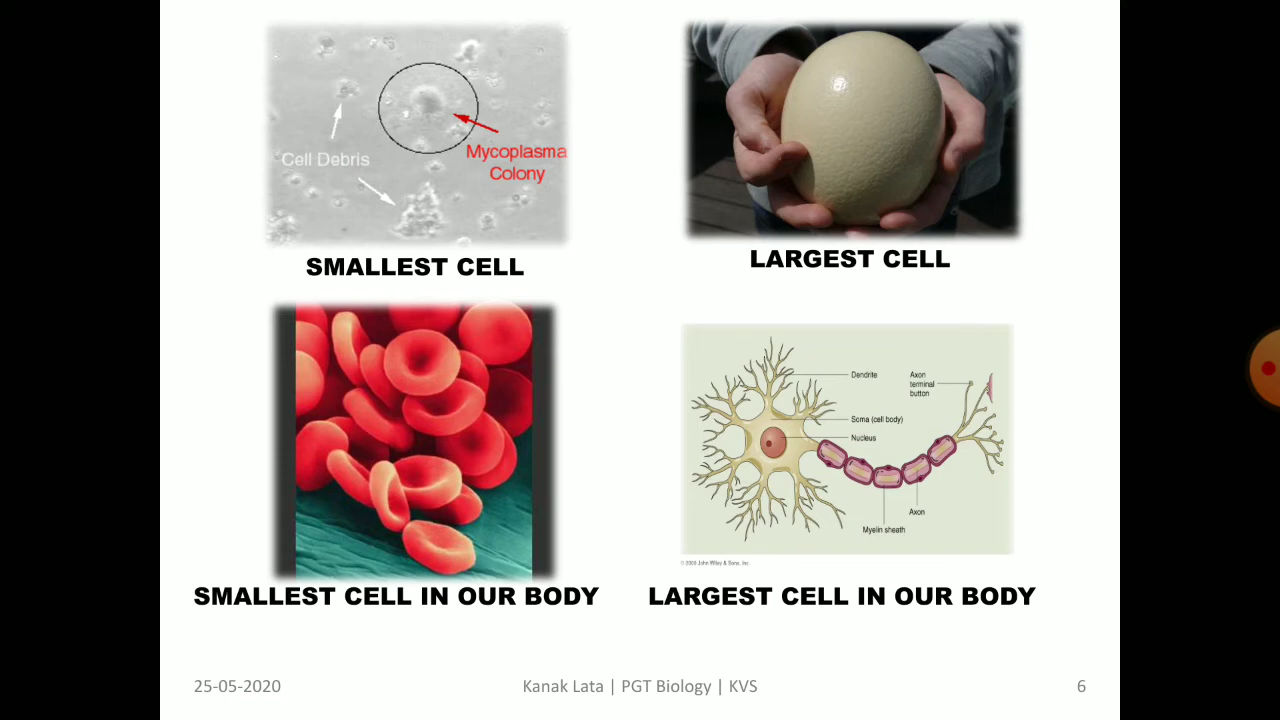 Cell Debris
Mycoplasma
Colony
SMALLEST CELL
LARGEST CELL
Dendrite
Axon
terminal
button
Soma (cell body)
Nucleus
Axon
Myelin sheath
© 2000 John Wiley & Sons, Inc.
SMALLEST CELL IN OUR BODY
LARGEST CELL IN OUR BODY
25-05-2020
Kanak Lata | PGT Biology | KVS
6